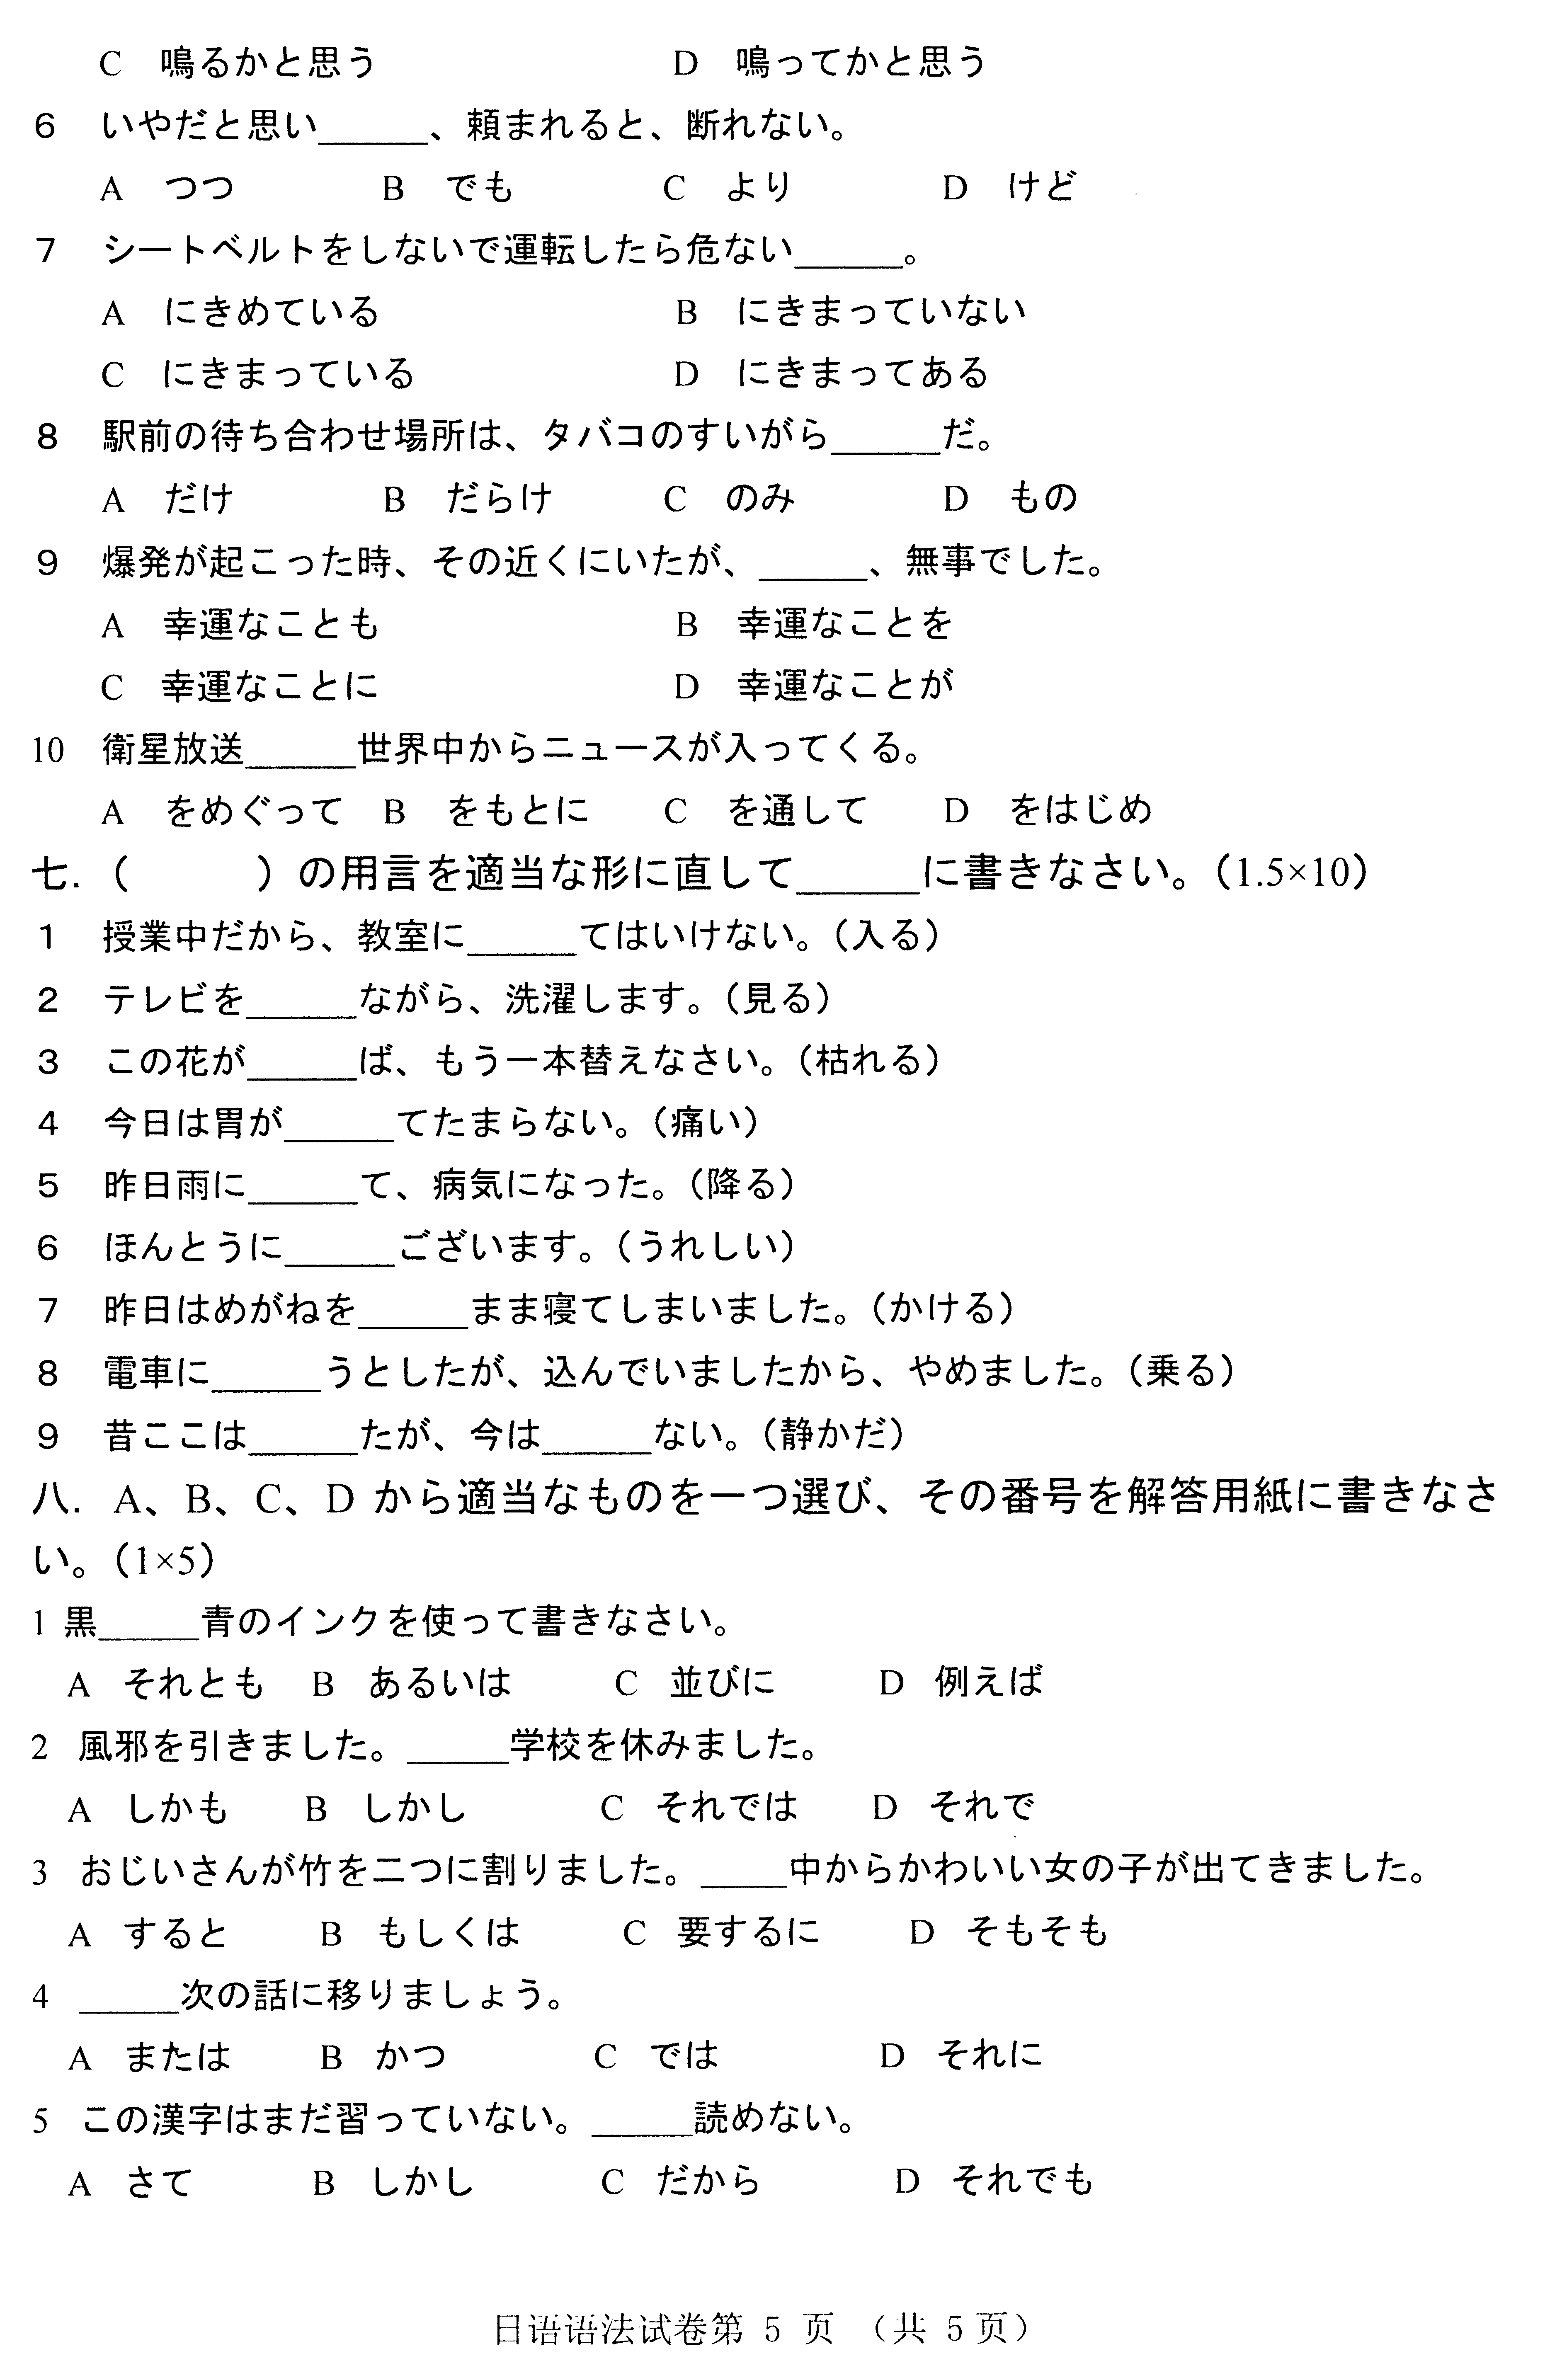 C　鳴るかと思う　D　鳴ってかと思う
6　いやだと思い______、頼まれると、断れない。
A　つつ　B　でも　C　より　D　けど
7　シートベルトをしないで運転したら危ない______。
A　にきめている　B　にきまっていない
C　にきまっている　D　にきまってある
8　駅前の待ち合わせ場所は、タバコのすいがら______だ。
A　だけ　B　だらけ　C　のみ　D　もの
9　爆発が起こった時、その近くにいたが、______、無事でした。
A　幸運なことも　B　幸運なことを
C　幸運なことに　D　幸運なことが
10　衛星放送______世界中からニュースが入ってくる。
A　をめぐって　B　をもとに　C　を通して　D　をはじめ
七.（　　　）の用言を適当な形に直して______に書きなさい。（1.5×10）
1　授業中だから、教室に______てはいけない。（入る）
2　テレビを______ながら、洗濯します。（見る）
3　この花が______ば、もう一本替えなさい。（枯れる）
4　今日は胃が______てたまらない。（痛い）
5　昨日雨に______て、病気になった。（降る）
6　ほんとうに______ございます。（うれしい）
7　昨日はめがねを______まま寝てしまいました。（かける）
8　電車に______うとしたが、込んでいましたから、やめました。（乗る）
9　昔ここは______たが、今は______ない。（静かだ）
八. A、B、C、D から適当なものを一つ選び、その番号を解答用紙に書きなさ
い。（1×5）
1 黒______青のインクを使って書きなさい。
A　それとも　B　あるいは　C　並びに　D　例えば
2　風邪を引きました。______学校を休みました。
A　しかも　B　しかし　C　それでは　D　それで
3　おじいさんが竹を二つに割りました。_____中からかわいい女の子が出てきました。
A　すると　B　もしくは　C　要するに　D　そもそも
4　______次の話に移りましょう。
A　または　B　かつ　C　では　D　それに
5　この漢字はまだ習っていない。______読めない。
A　さて　B　しかし　C　だから　D　それでも
日语语法试卷第 5 页 （共 5 页）